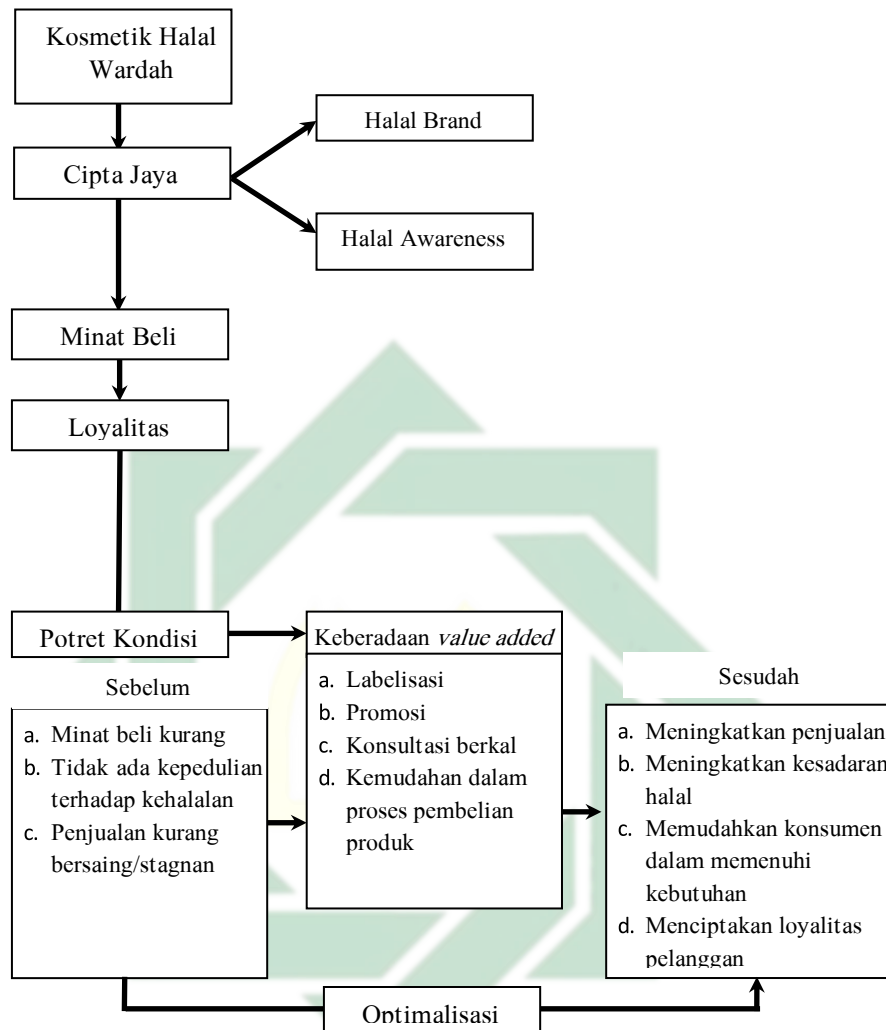 Kosmetik Halal
Wardah
Halal Brand
Cipta Jaya
Halal Awareness
Minat Beli
Loyalitas
Potret Kondisi
Keberadaan value added
Sebelum
a. Labelisasi
b. Promosi
c. Konsultasi berkal
d. Kemudahan dalam
proses pembelian
produk
Sesudah
a. Minat beli kurang
b. Tidak ada kepedulian
terhadap kehalalan
c. Penjualan kurang
bersaing/stagnan
a. Meningkatkan penjualan
b. Meningkatkan kesadaran
halal
c. Memudahkan konsumen
dalam memenuhi
kebutuhan
d. Menciptakan loyalitas
pelanggan
Optimalisasi